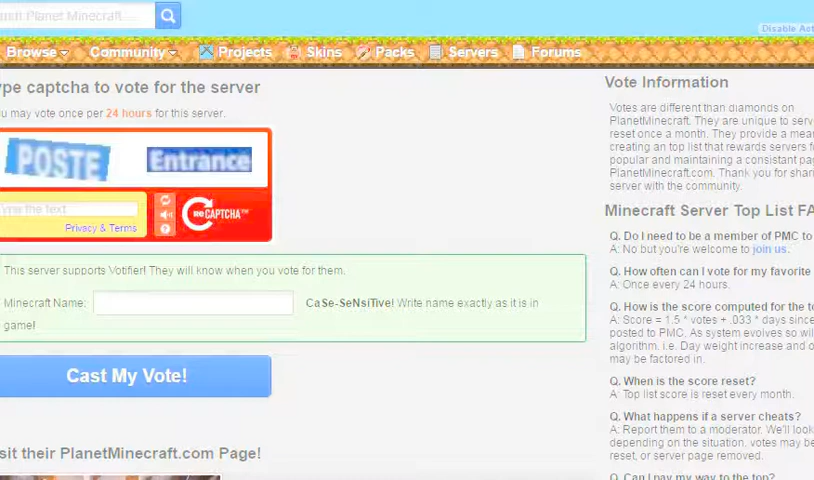 Planet Minecraft....
Disable
Browse Community Projects Skins Packs Servers Forums
ype captcha to vote for the server
u may vote once per 24 hours for this server.
POSTE Entrance
ype the text
reCAPTCHA™
Privacy & Terms
This server supports Votifier! They will know when you vote for them.
Minecraft Name: CaSe-SeNSiTive! Write name exactly as it is in
game!
Cast My Vote!
sit their PlanetMinecraft.com Page!
Vote Information
Votes are different than diamonds on
PlanetMinecraft. They are unique to serv
reset once a month. They provide a mea
creating an top list that rewards servers f
popular and maintaining a consistant pa
PlanetMinecraft.com. Thank you for shar
server with the community.
Minecraft Server Top List FA
Q. Do I need to be a member of PMC to
A: No but you're welcome to join us.
Q. How often can I vote for my favorite
A: Once every 24 hours.
Q. How is the score computed for the to
A: Score = 1.5 * votes + .033 * days since
posted to PMC. As system evolves so wil
algorithm. i.e. Day weight increase and o
may be factored in.
Q. When is the score reset?
A: Top list score is reset every month.
Q. What happens if a server cheats?
A: Report them to a moderator. We'll look
depending on the situation, votes may be
reset, or server page removed.
Q. Can I pay my way to the top?